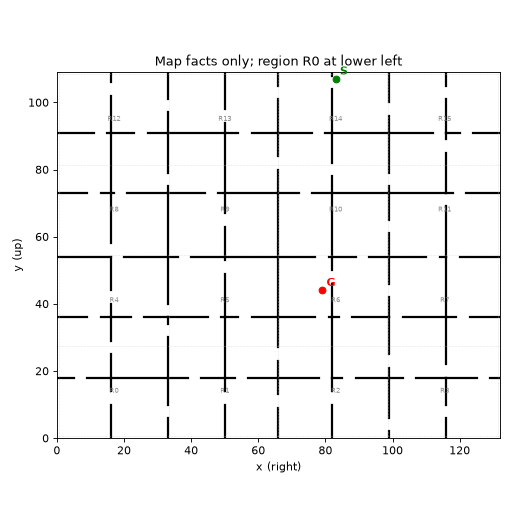 Map facts only; region R0 at lower left
S
R12 R13 R14 R15
R8 R9 R10 R11
G
R4 R5 R6 R7
R0 R1 R2 R3
100
80
60
40
20
0
y (up)
0 20 40 60 80 100 120
x (right)